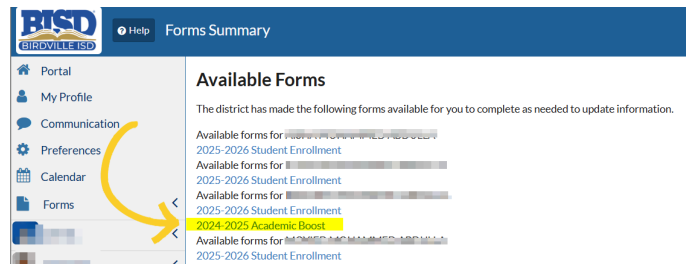 BISD
BIRDVILLE ISD
Help
Forms Summary
Portal
My Profile
Communication
Preferences
Calendar
Forms
Available Forms
The district has made the following forms available for you to complete as needed to update information.
Available forms for
2025-2026 Student Enrollment
Available forms for
2025-2026 Student Enrollment
Available forms for
2025-2026 Student Enrollment
2024-2025 Academic Boost
Available forms for
2025-2026 Student Enrollment